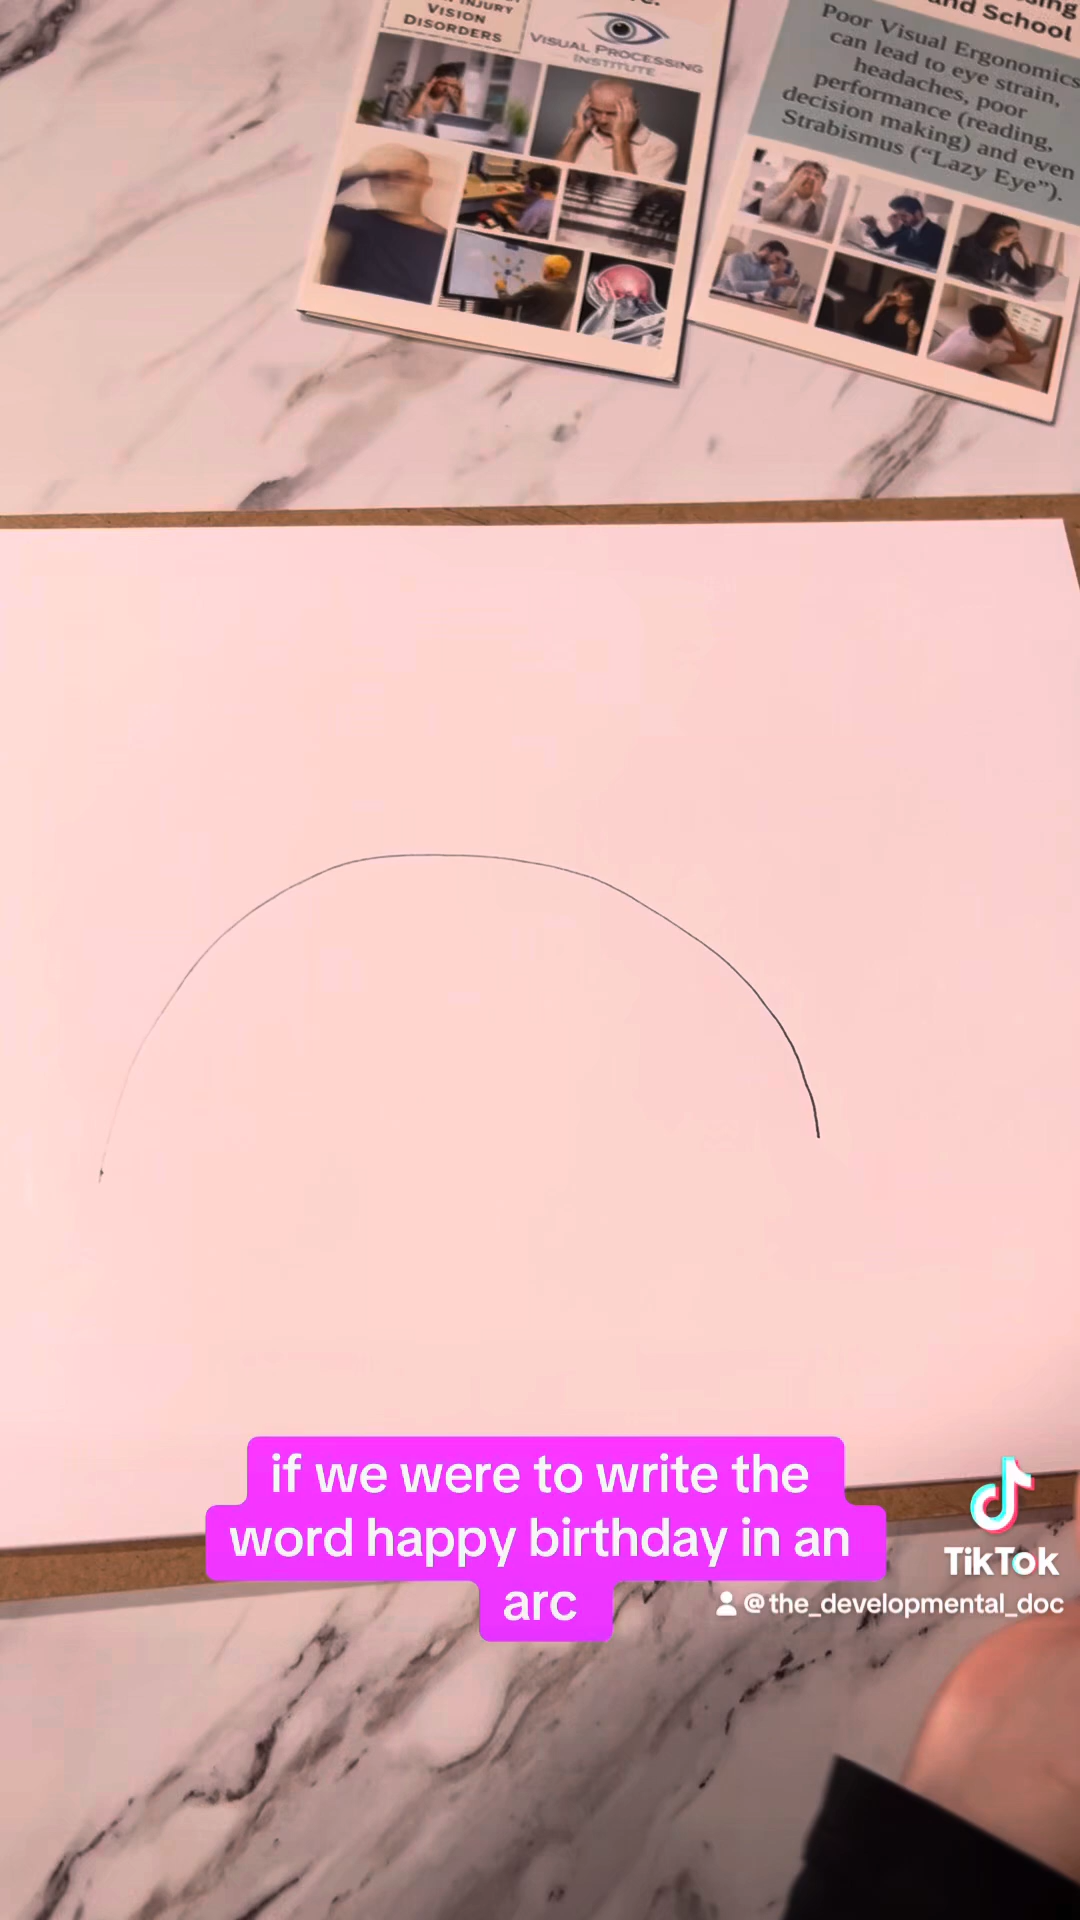 INJURY
VISION
DISORDERS
VISUAL PROCESSING
INSTITUTE
and School
Poor Visual Ergonomics
can lead to eye strain,
headaches, poor
performance (reading,
decision making) and even
Strabismus (“Lazy Eye”).
if we were to write the
word happy birthday in an
arc
TikTok
@the_developmental_doc